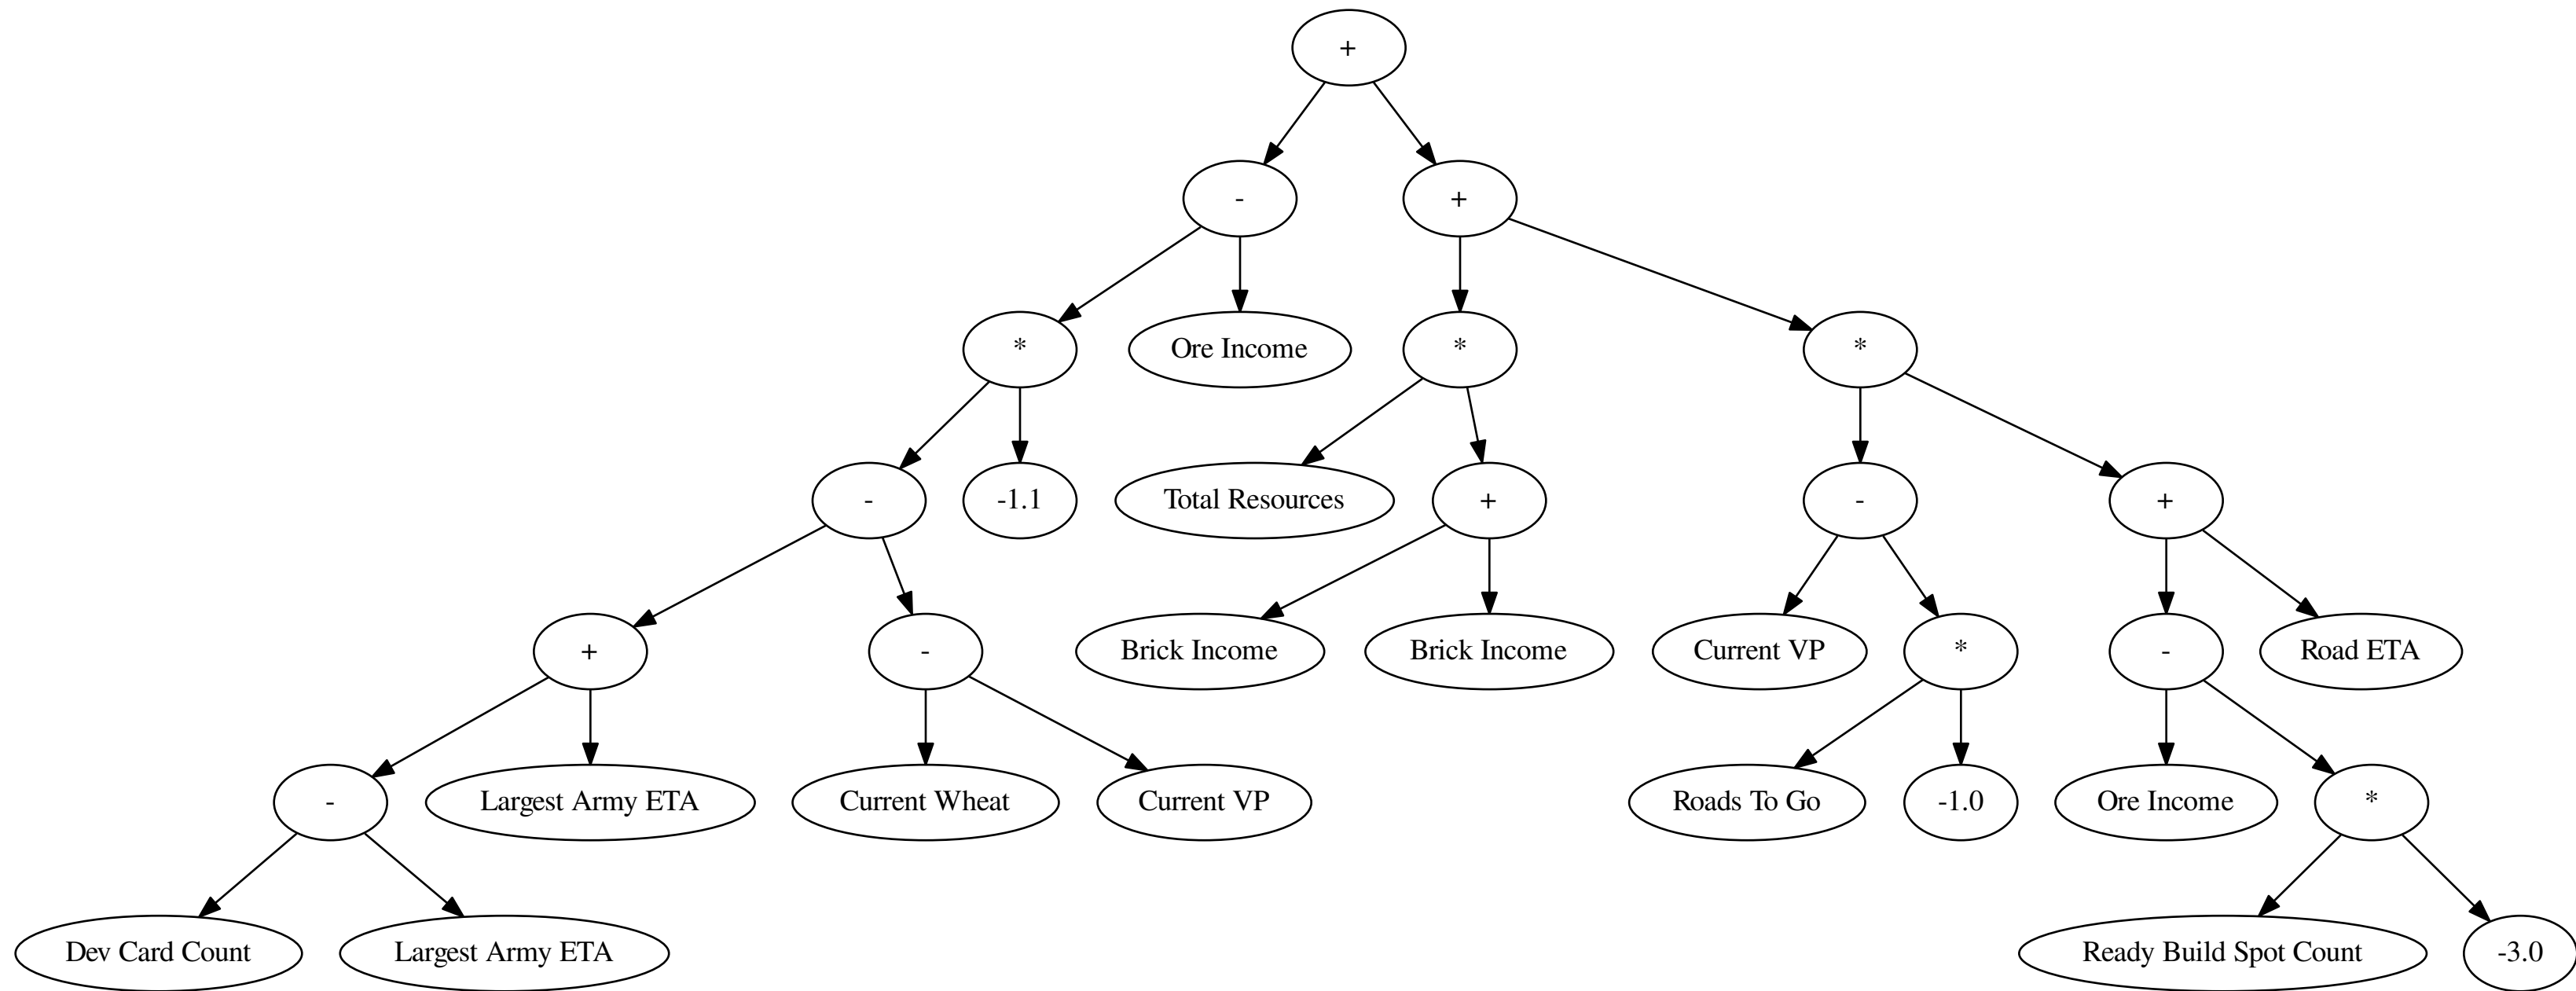 +
-
+
*
Ore Income
*
*
-
-1.1
Total Resources
+
-
+
+
-
Brick Income
Brick Income
Current VP
*
-
Road ETA
-
Largest Army ETA
Current Wheat
Current VP
Roads To Go
-1.0
Ore Income
*
Dev Card Count
Largest Army ETA
Ready Build Spot Count
-3.0